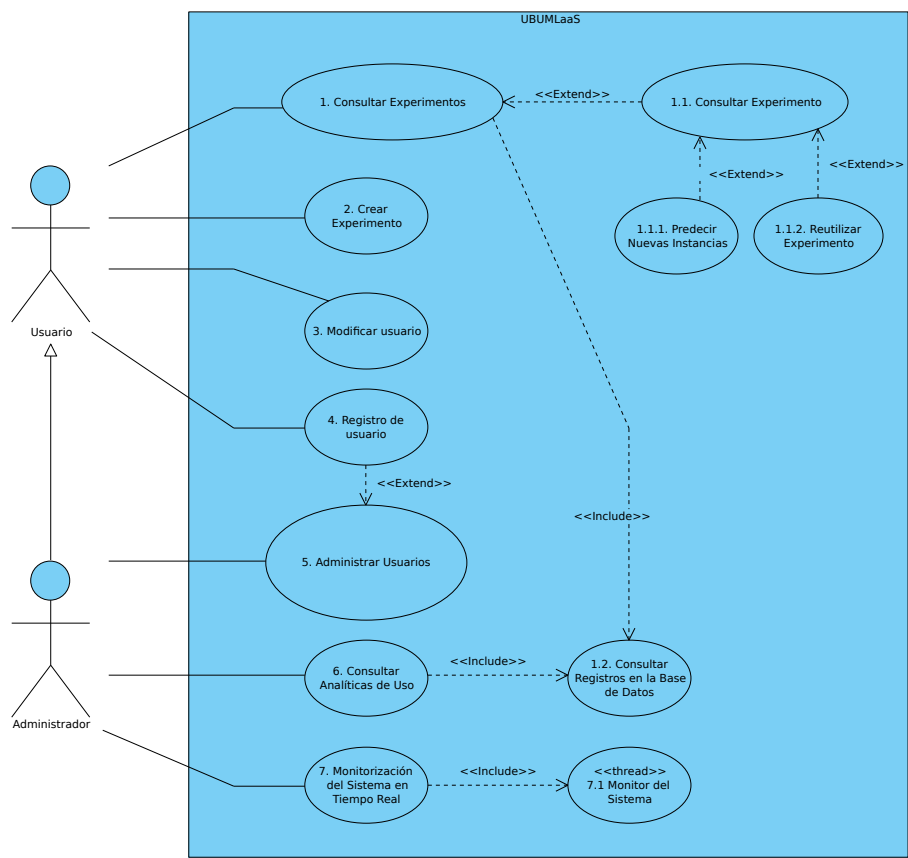 UBUMLaaS
1. Consultar Experimentos
<<Extend>>
1.1. Consultar Experimento
<<Extend>>
<<Extend>>
2. Crear
Experimento
1.1.1. Predecir
Nuevas Instancias
1.1.2. Reutilizar
Experimento
Usuario
3. Modificar usuario
4. Registro de
usuario
<<Extend>>
<<Include>>
5. Administrar Usuarios
6. Consultar
Analíticas de Uso
<<Include>>
1.2. Consultar
Registros en la Base
de Datos
Administrador
7. Monitorización
del Sistema en
Tiempo Real
<<Include>>
<<thread>>
7.1 Monitor del
Sistema